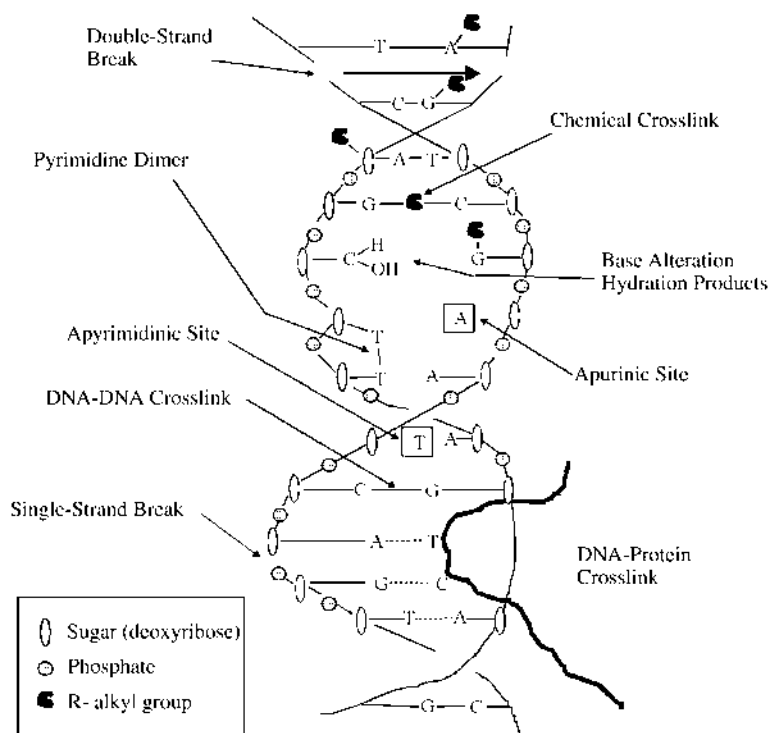 Double-Strand
Break
T A
C G
Chemical Crosslink
Pyrimidine Dimer
A T
G C
H
C
OH
G
Base Alteration
Hydration Products
A
Apyrimidinic Site
T
T A
Apurinic Site
DNA-DNA Crosslink
T A
C G
Single-Strand Break
A T
DNA-Protein
Crosslink
G C
T A
Sugar (deoxyribose)
Phosphate
R- alkyl group
G C